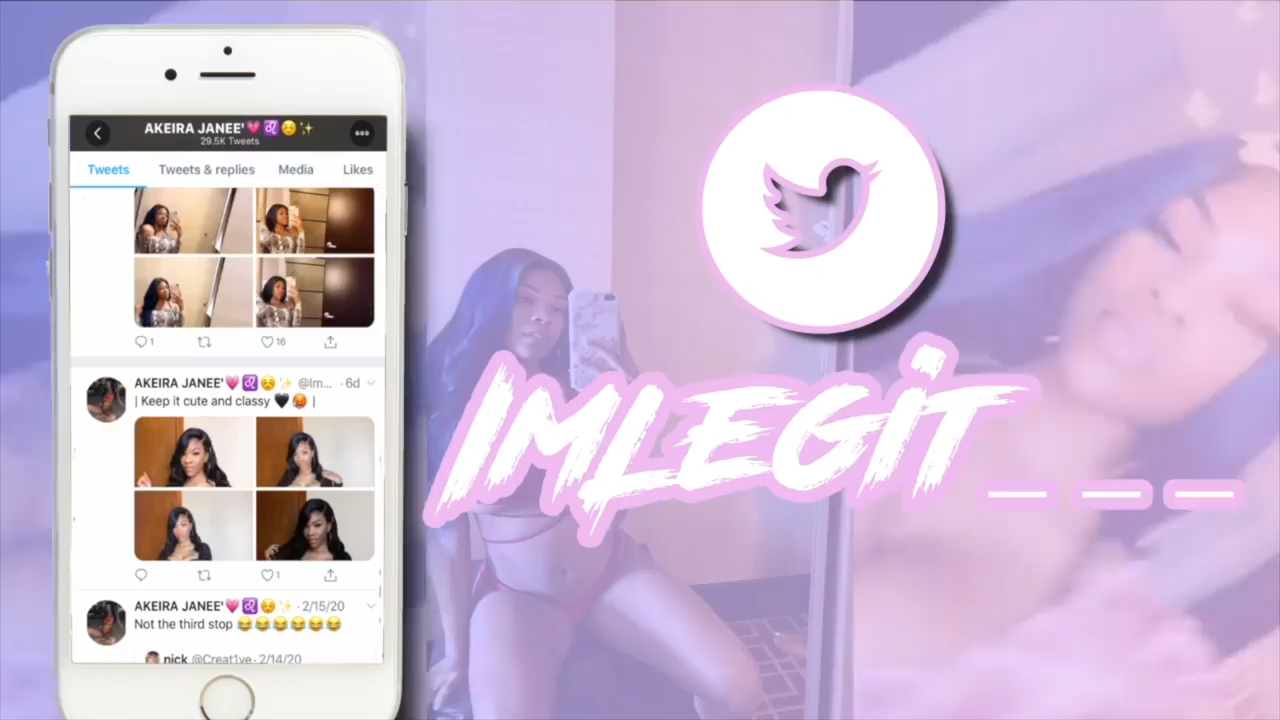 AKEIRA JANEE'💗♌☺️✨
29.5K Tweets
Tweets Tweets & replies Media Likes
1 16
AKEIRA JANEE'💗♌☺️✨ @Im... · 6d
| Keep it cute and classy 🖤🥵 |
1
AKEIRA JANEE'💗♌☺️✨ · 2/15/20
Not the third stop 😂😂😂😂😂😂
nick @Creat1ve · 2/14/20
IMLEGIT_ _ _